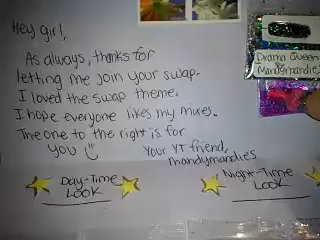 Hey girl,
As always, thanks for
letting me join your swap.
I loved the swap theme.
I hope everyone likes my mixes.
The one to the right is for
you
Your YT friend,
mandymandies
Drama Queen
by
Mandymandies
Day-Time
Look
Night-Time
Look